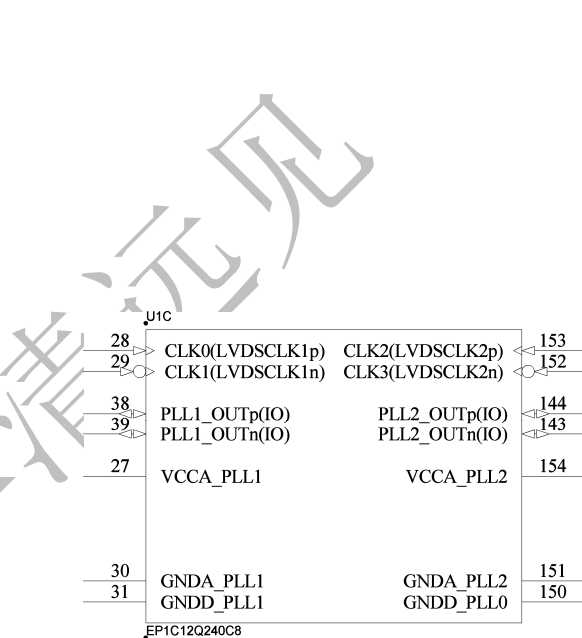 清远见
U1C
28 CLK0(LVDSCLK1p) CLK2(LVDSCLK2p) 153
29 CLK1(LVDSCLK1n) CLK3(LVDSCLK2n) 152
38 PLL1_OUTp(IO) PLL2_OUTp(IO) 144
39 PLL1_OUTn(IO) PLL2_OUTn(IO) 143
27 VCCA_PLL1 VCCA_PLL2 154
30 GNDA_PLL1 GNDA_PLL2 151
31 GNDD_PLL1 GNDD_PLL0 150
EP1C12Q240C8